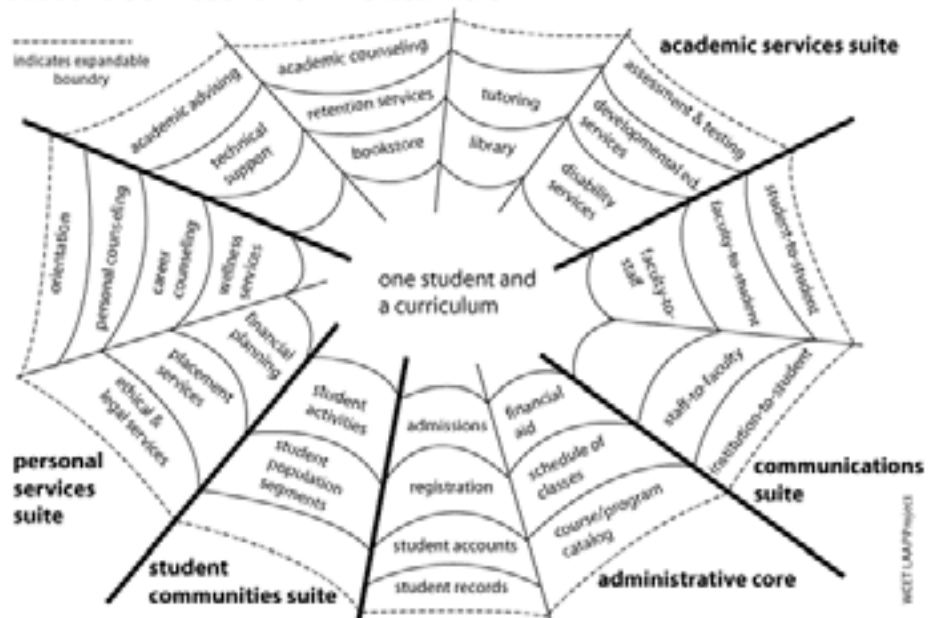 indicates expandable
boundry
academic services suite
academic advising
technical
support
academic counseling
retention services
bookstore
tutoring
library
assessment & testing
developmental ed.
services
disability
services
orientation
personal counseling
career
counseling
wellness
services
financial
planning
placement
services
ethical &
legal services
personal
services
suite
one student and
a curriculum
faculty-to-
staff
faculty-to-student
student-to-student
staff-to-faculty
institution-to-student
communications
suite
student
activities
student
population
segments
student
communities suite
admissions
registration
student accounts
student records
financial
aid
schedule of
classes
course/program
catalog
administrative core
WCET LAAP Project